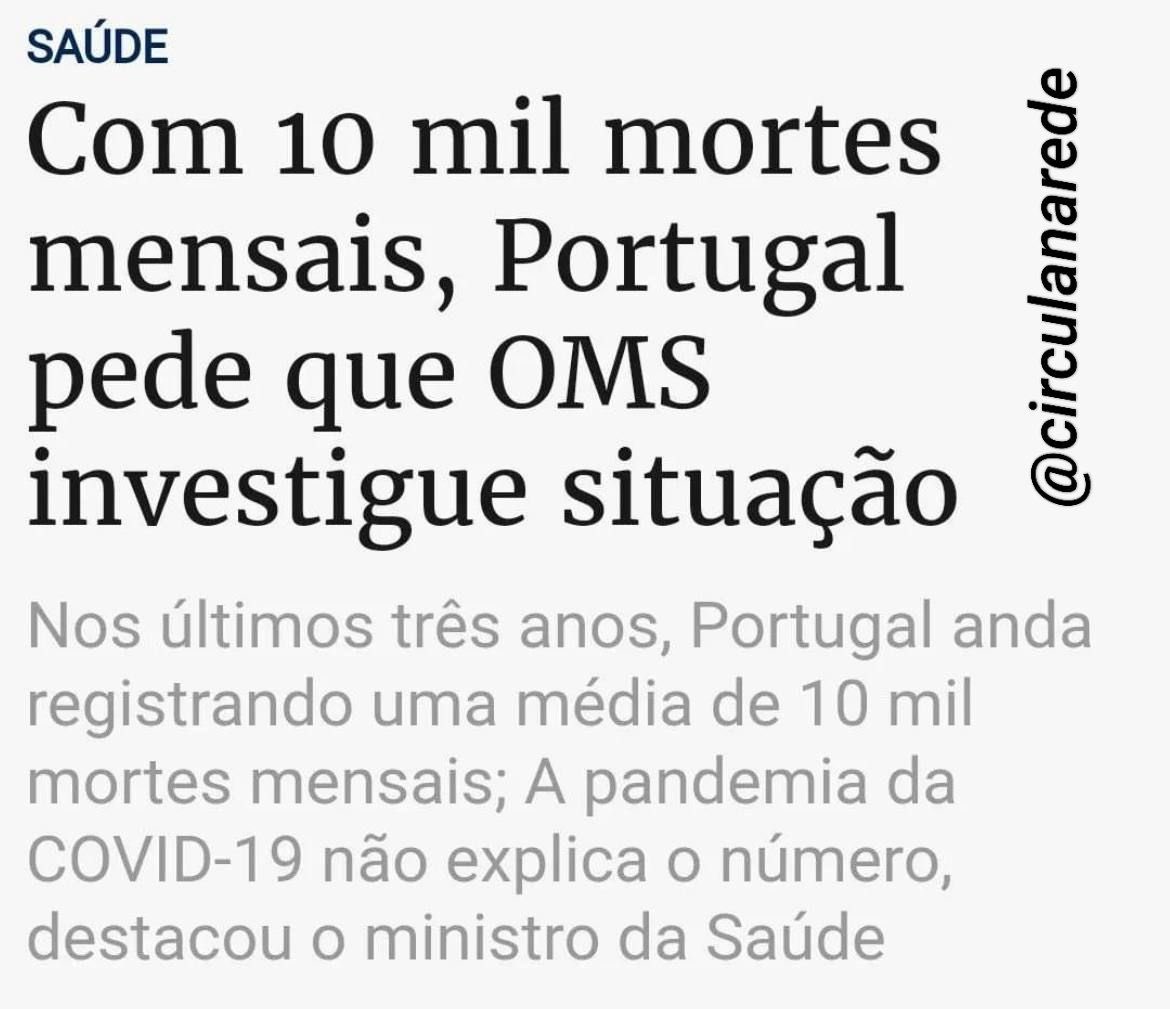 SAÚDE
Com 10 mil mortes
mensais, Portugal
pede que OMS
investigue situação
Nos últimos três anos, Portugal anda
registrando uma média de 10 mil
mortes mensais; A pandemia da
COVID-19 não explica o número,
destacou o ministro da Saúde
@circulanarede